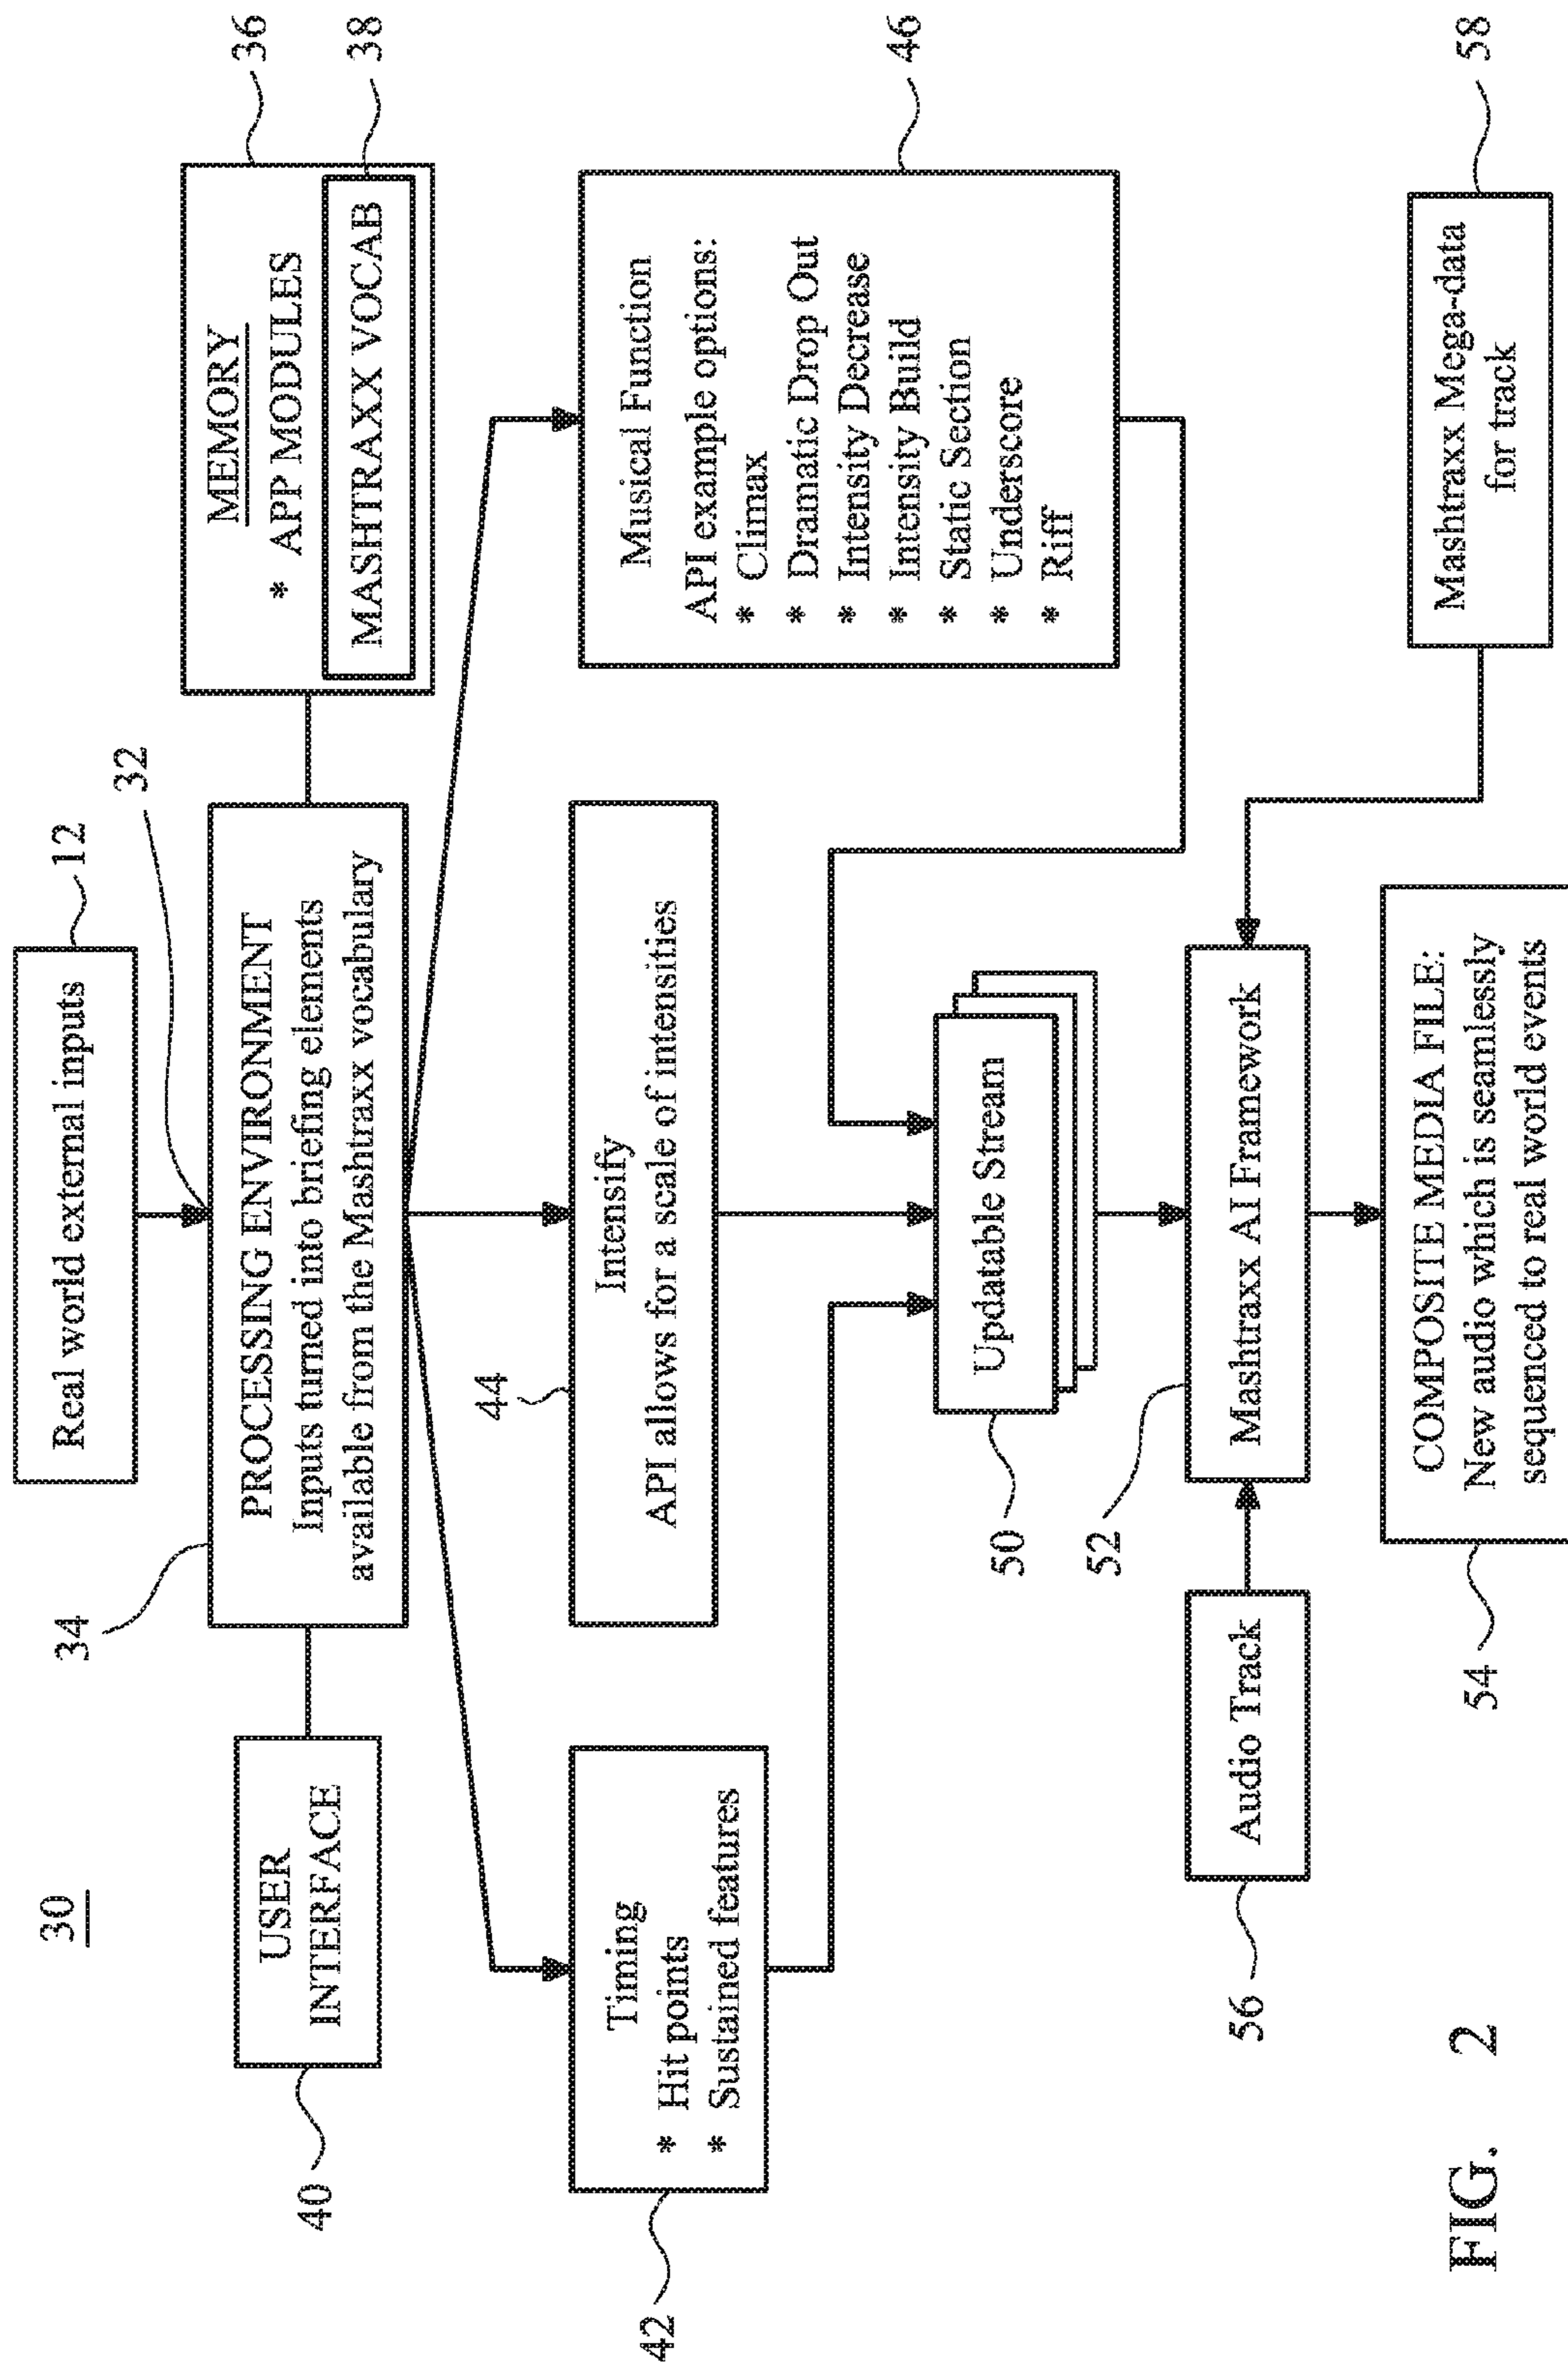 30
Real world external inputs
12
32
34
PROCESSING ENVIRONMENT
Inputs turned into briefing elements
available from the Mashtraxx vocabulary
USER
INTERFACE
40
MEMORY
* APP MODULES
MASHTRAXX VOCAB
36
38
Timing
* Hit points
* Sustained features
42
44
Intensify
API allows for a scale of intensities
Musical Function
API example options:
* Climax
* Dramatic Drop Out
* Intensity Decrease
* Intensity Build
* Static Section
* Underscore
* Riff
46
Updatable Stream
50
52
Mashtraxx AI Framework
Audio Track
56
Mashtraxx Mega-data
for track
58
COMPOSITE MEDIA FILE:
New audio which is seamlessly
sequenced to real world events
54
FIG. 2